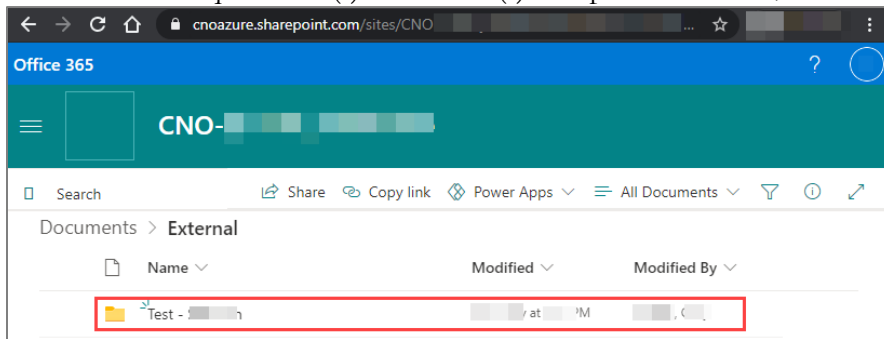 cnoazure.sharepoint.com/sites/CNO ...
Office 365 ?
CNO-
Search Share Copy link Power Apps All Documents
Documents > External
Name Modified Modified By
Test - at PM